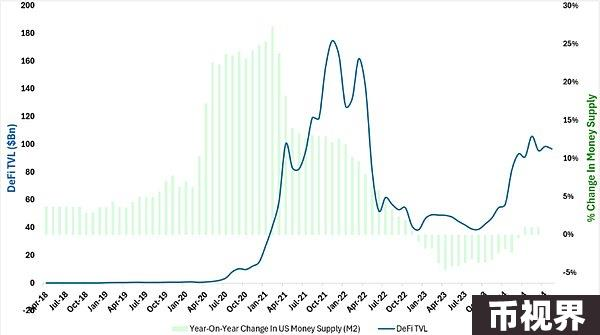 200
180
160
140
120
100
80
60
40
20
0
DeFi TVL ($Bn)
30%
25%
20%
15%
10%
5%
0%
-5%
% Change In Money Supply
Apr-18
Jul-18
Oct-18
Jan-19
Apr-19
Jul-19
Oct-19
Jan-20
Apr-20
Jul-20
Oct-20
Jan-21
Apr-21
Jul-21
Oct-21
Jan-22
Apr-22
Jul-22
Oct-22
Jan-23
Apr-23
Jul-23
Year-On-Year Change In US Money Supply (M2)
DeFi TVL
币视界